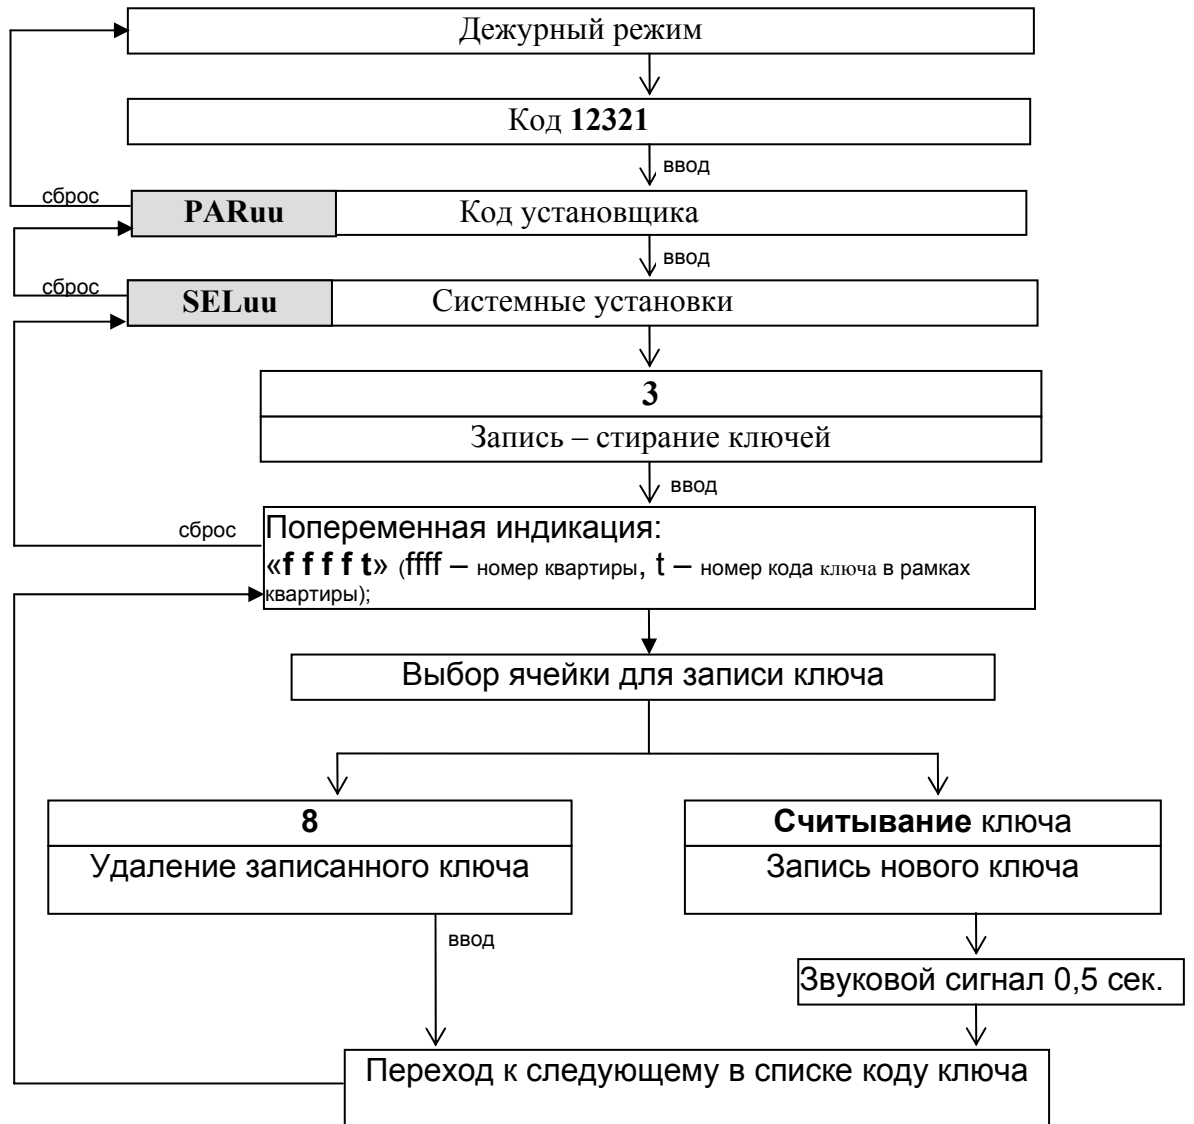 Дежурный режим
Код 12321
ввод
сброс
PARuu Код установщика
ввод
сброс
SELuu Системные установки
3
Запись – стирание ключей
ввод
сброс
Попеременная индикация:
«f f f f t» (ffff – номер квартиры, t – номер кода ключа в рамках
квартиры);
Выбор ячейки для записи ключа
8
Удаление записанного ключа
Считывание ключа
Запись нового ключа
ввод
Звуковой сигнал 0,5 сек.
Переход к следующему в списке коду ключа